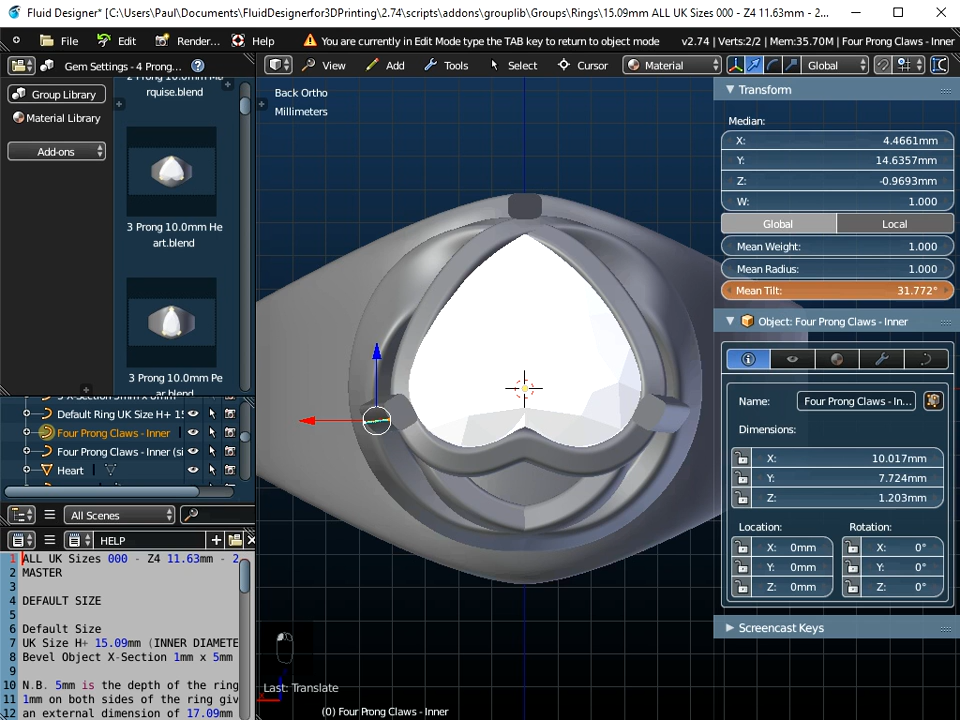 Fluid Designer* [C:\Users\Paul\Documents\FluidDesignerfor3DPrinting\2.74\scripts\addons\grouplib\Groups\Rings\15.09mm ALL UK Sizes 000 - Z4 11.63mm - 2...
File Edit Render... Help You are currently in Edit Mode type the TAB key to return to object mode v2.74 | Verts:2/2 | Mem:35.70M | Four Prong Claws - Inner
Gem Settings - 4 Prong...
View Add Tools Select Cursor Material Global
Group Library
Material Library
Add-ons
rquise.blend
3 Prong 10.0mm He
art.blend
3 Prong 10.0mm Pe
ar.blend
Back Ortho
Millimeters
Transform
Median:
X: 4.4661mm
Y: 14.6357mm
Z: -0.9693mm
W: 1.000
Global Local
Mean Weight: 1.000
Mean Radius: 1.000
Mean Tilt: 31.772°
Object: Four Prong Claws - Inner
Name: Four Prong Claws - In...
Dimensions:
X: 10.017mm
Y: 7.724mm
Z: 1.203mm
Location: Rotation:
X: 0mm X: 0°
Y: 0mm Y: 0°
Z: 0mm Z: 0°
Screencast Keys
Default Ring UK Size H+ 1!
Four Prong Claws - Inner
Four Prong Claws - Inner (si
Heart
All Scenes
HELP
1 ALL UK Sizes 000 - Z4 11.63mm - 2
2 MASTER
3
4 DEFAULT SIZE
5
6 Default Size
7 UK Size H+ 15.09mm (INNER DIAMETE
8 Bevel Object X-Section 1mm x 5mm
9
10 N.B. 5mm is the depth of the ring
11 1mm on both sides of the ring giv
12 an external dimension of 17.09mm
Last: Translate
(0) Four Prong Claws - Inner